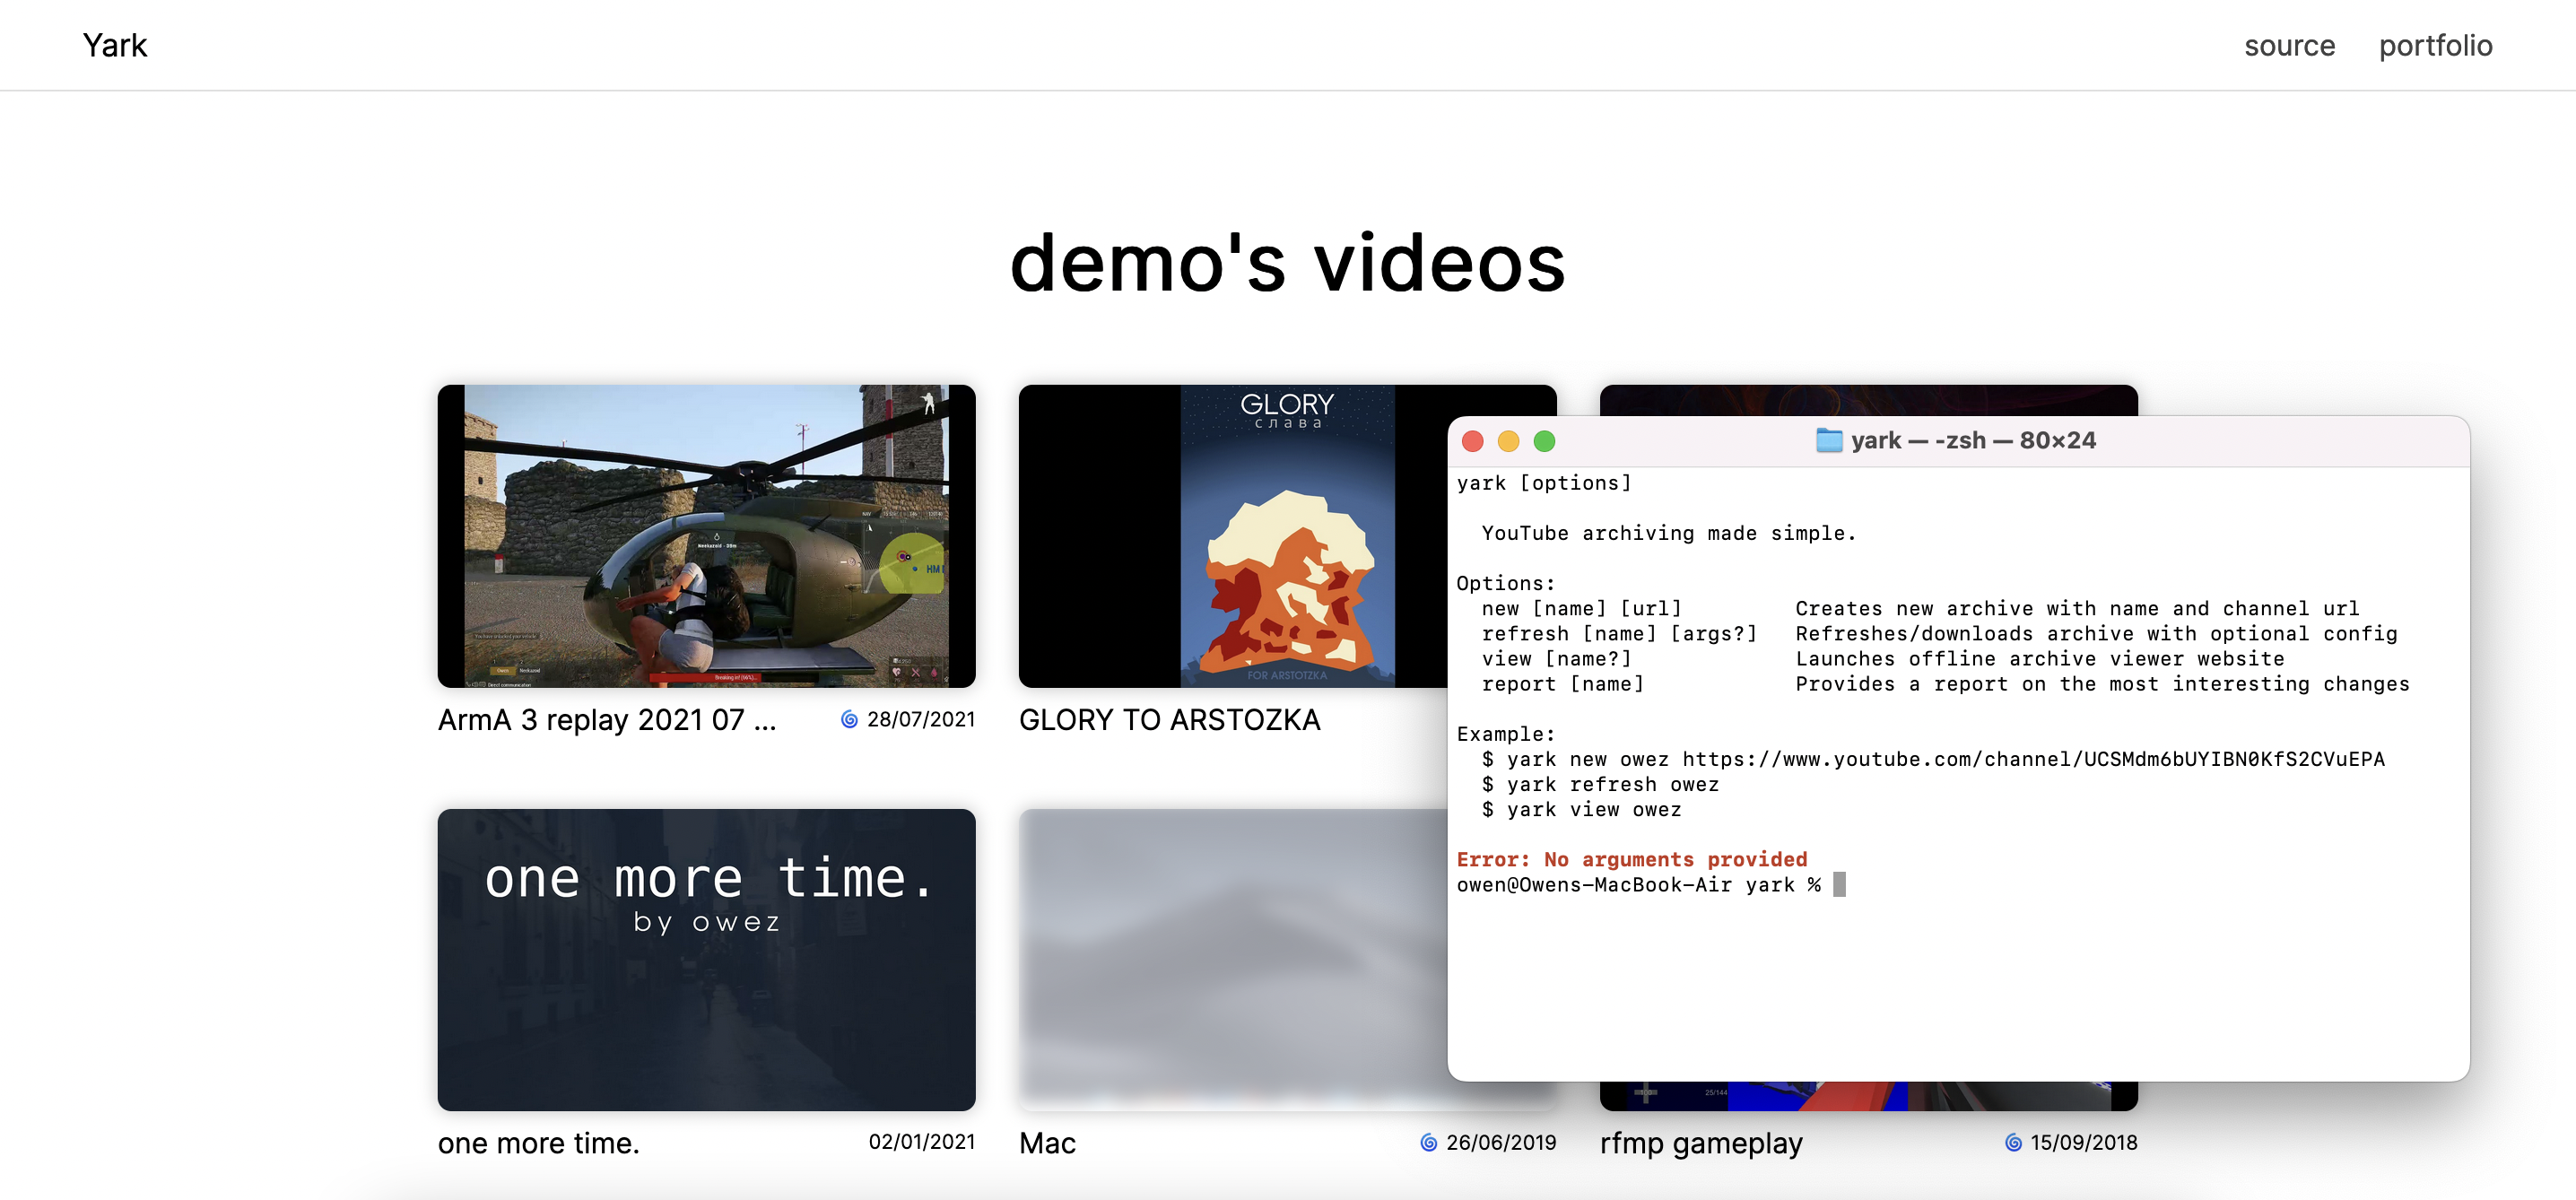 Yark
source
portfolio
demo's videos
GLORY
слава
FOR ARSTOTZKA
ArmA 3 replay 2021 07 ...
🌀 28/07/2021
GLORY TO ARSTOZKA
one more time.
by owez
one more time.
02/01/2021
Mac
🌀 26/06/2019
rfmp gameplay
🌀 15/09/2018
25/144
yark — -zsh — 80×24
yark [options]
YouTube archiving made simple.
Options:
new [name] [url] Creates new archive with name and channel url
refresh [name] [args?] Refreshes/downloads archive with optional config
view [name?] Launches offline archive viewer website
report [name] Provides a report on the most interesting changes
Example:
$ yark new owez https://www.youtube.com/channel/UCSMdm6bUYIBN0KfS2CVuEPA
$ yark refresh owez
$ yark view owez
Error: No arguments provided
owen@Owens-MacBook-Air yark %